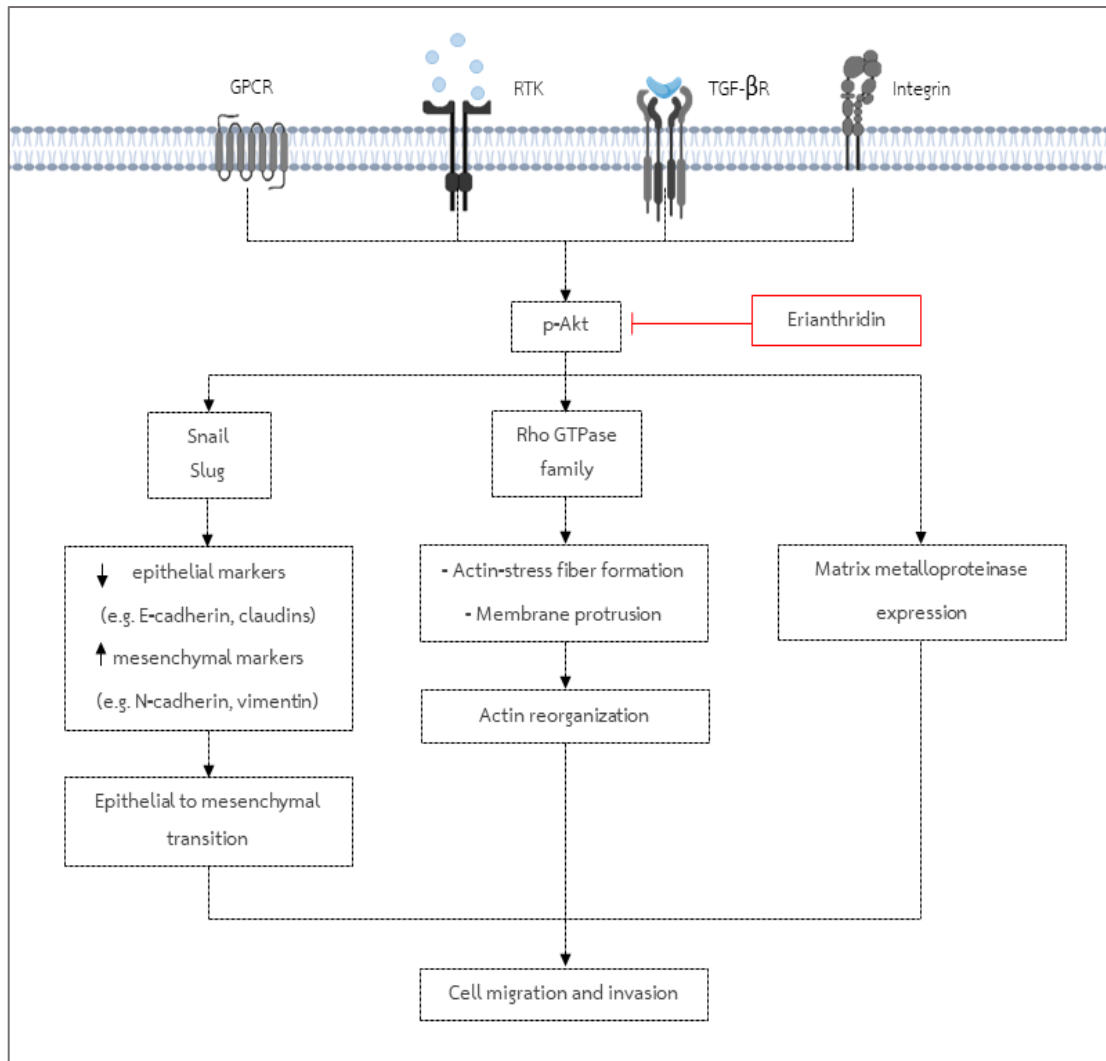 GPCR
RTK
TGF-βR
Integrin
p-Akt
Erianthridin
Snail
Slug
Rho GTPase
family
↓ epithelial markers
(e.g. E-cadherin, claudins)
↑ mesenchymal markers
(e.g. N-cadherin, vimentin)
- Actin-stress fiber formation
- Membrane protrusion
Matrix metalloproteinase
expression
Actin reorganization
Epithelial to mesenchymal
transition
Cell migration and invasion